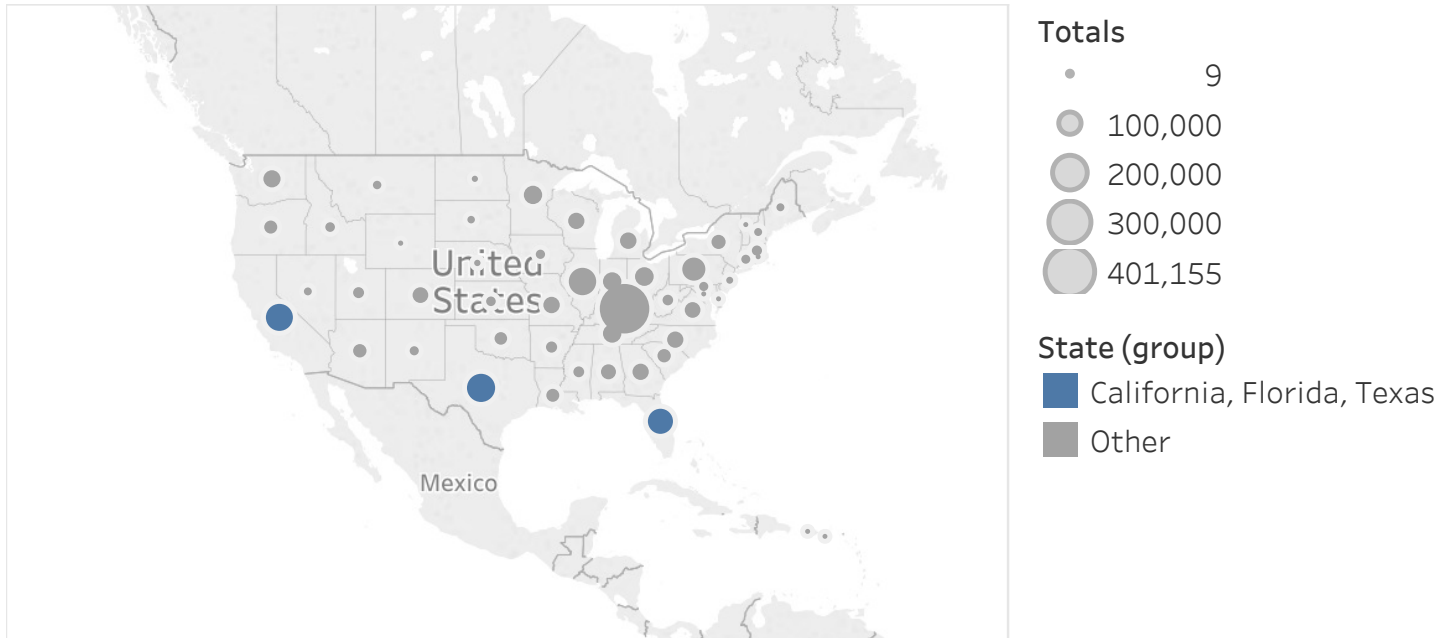 United
States
Mexico
Totals
9
100,000
200,000
300,000
401,155
State (group)
California, Florida, Texas
Other